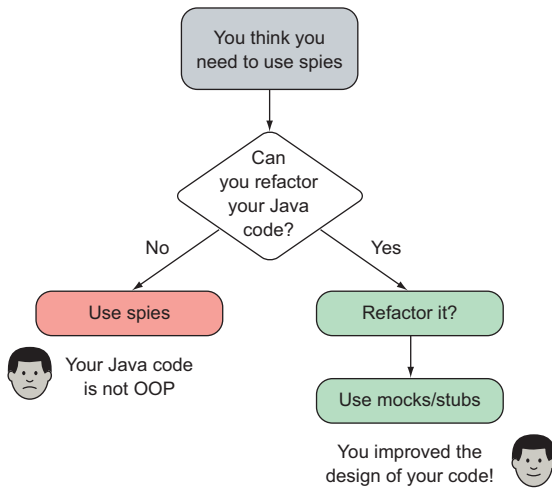 You think you
need to use spies
Can
you refactor
your Java
code?
No
Yes
Use spies
Refactor it?
Your Java code
is not OOP
Use mocks/stubs
You improved the
design of your code!